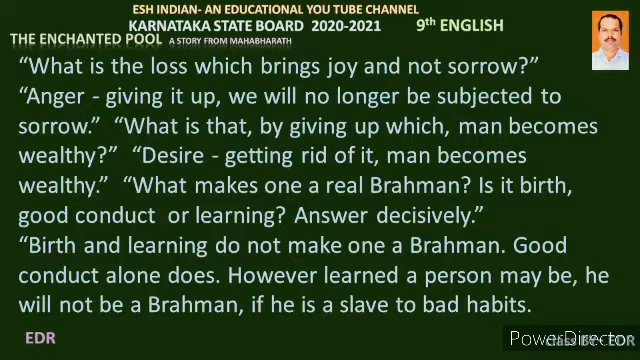 ESH INDIAN- AN EDUCATIONAL YOU TUBE CHANNEL
KARNATAKA STATE BOARD 2020-2021 9th ENGLISH
THE ENCHANTED POOL A STORY FROM MAHABHARATH
“What is the loss which brings joy and not sorrow?”
“Anger - giving it up, we will no longer be subjected to
sorrow.” “What is that, by giving up which, man becomes
wealthy?” “Desire - getting rid of it, man becomes
wealthy.” “What makes one a real Brahman? Is it birth,
good conduct or learning? Answer decisively.”
“Birth and learning do not make one a Brahman. Good
conduct alone does. However learned a person may be, he
will not be a Brahman, if he is a slave to bad habits.
EDR
PowerDirector